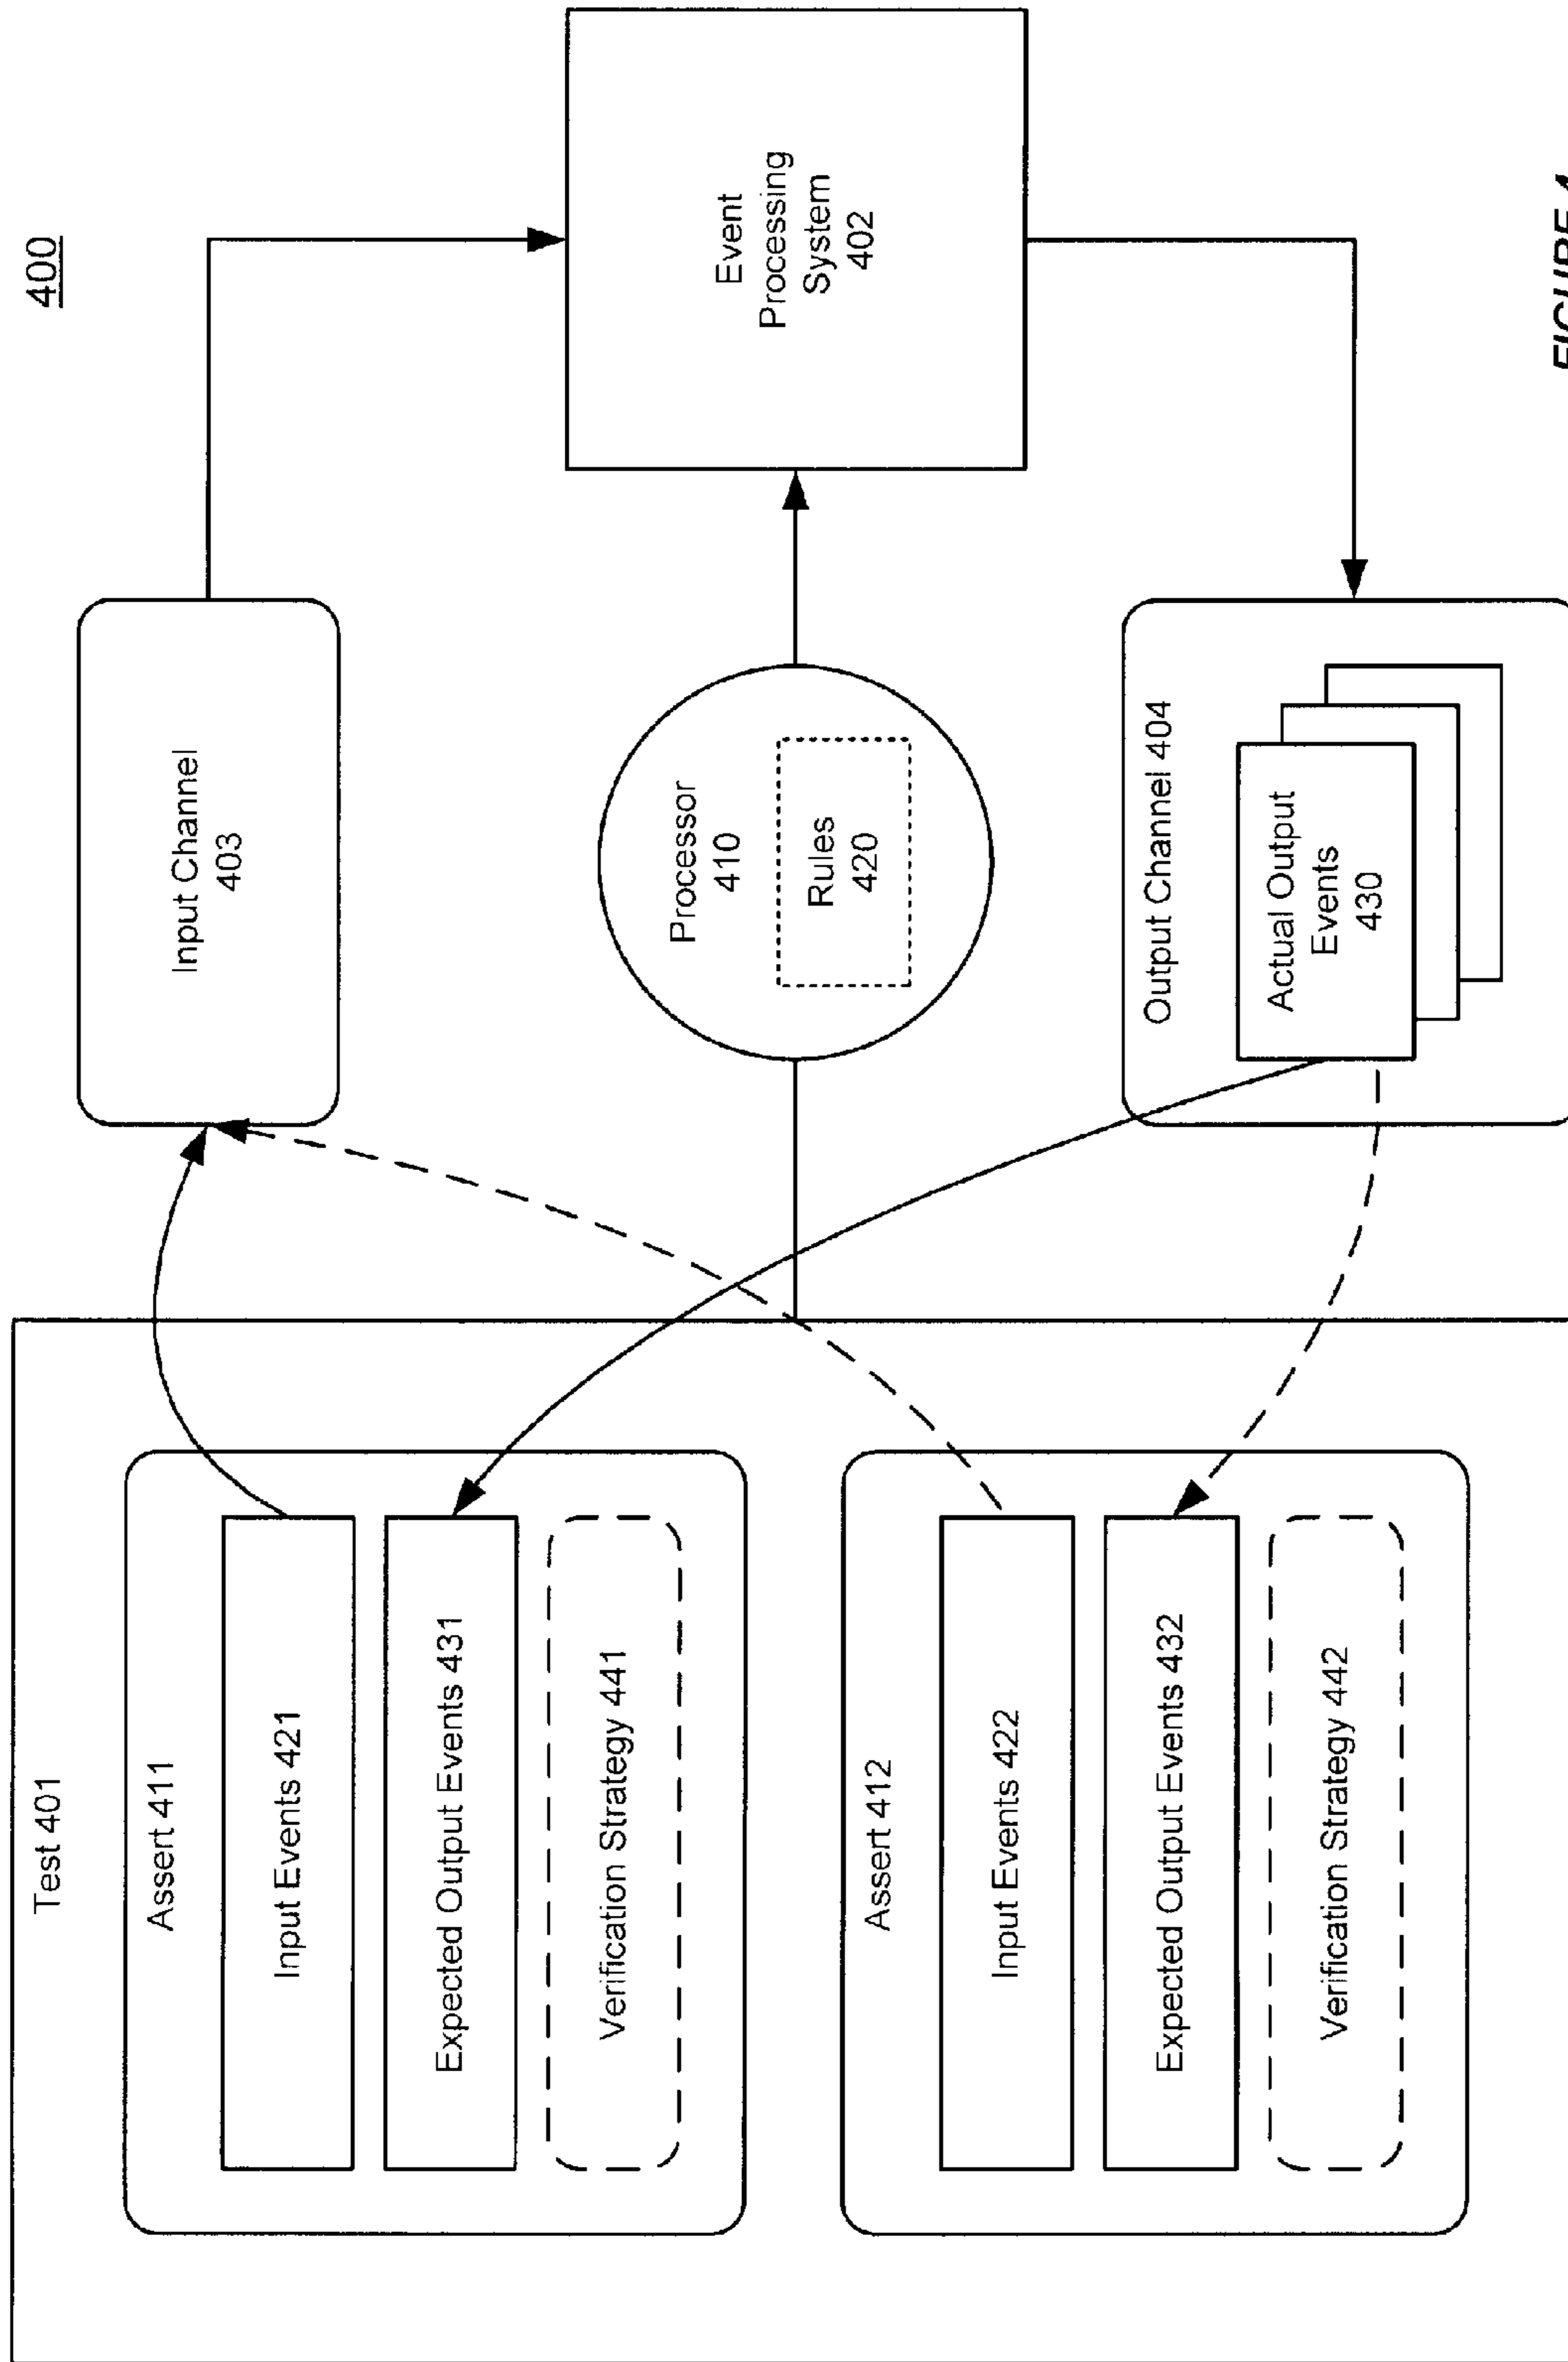 400
Test 401
Assert 411
Input Events 421
Expected Output Events 431
Verification Strategy 441
Assert 412
Input Events 422
Expected Output Events 432
Verification Strategy 442
Input Channel
403
Processor
410
Rules
420
Output Channel 404
Actual Output
Events
430
Event
Processing
System
402
FIGURE 4